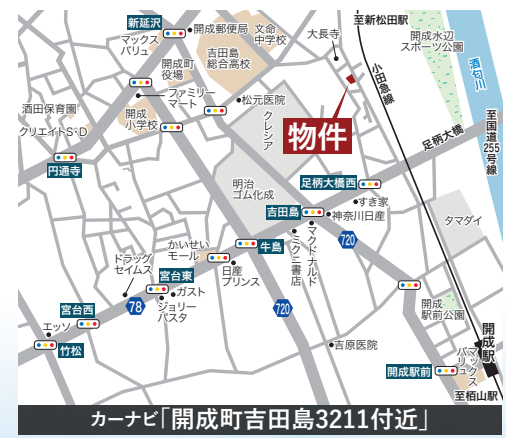 新延沢
開成郵便局
文命
中学校
至新松田駅
開成水辺
スポーツ公園
マックス
バリュ
大長寺
吉田島
総合高校
開成町
役場
小田急線
酒匂川
ファミリー
マート
松元医院
酒田保育園
開成
小学校
クレシア
物件
足柄大橋
至国道255号線
クリエイトS・D
円通寺
足柄大橋西
明治
ゴム化成
すき家
吉田島
神奈川日産
タマダイ
マクドナルド
ミクニ書店
720
牛島
かいせい
モール
日産
プリンス
ドラッグ
セイムス
宮台東
ガスト
ジョリー
パスタ
78
720
宮台西
エッソ
竹松
開成
駅前公園
開成駅
マックス
バリュ
吉原医院
開成駅前
至栢山駅
カーナビ「開成町吉田島3211付近」